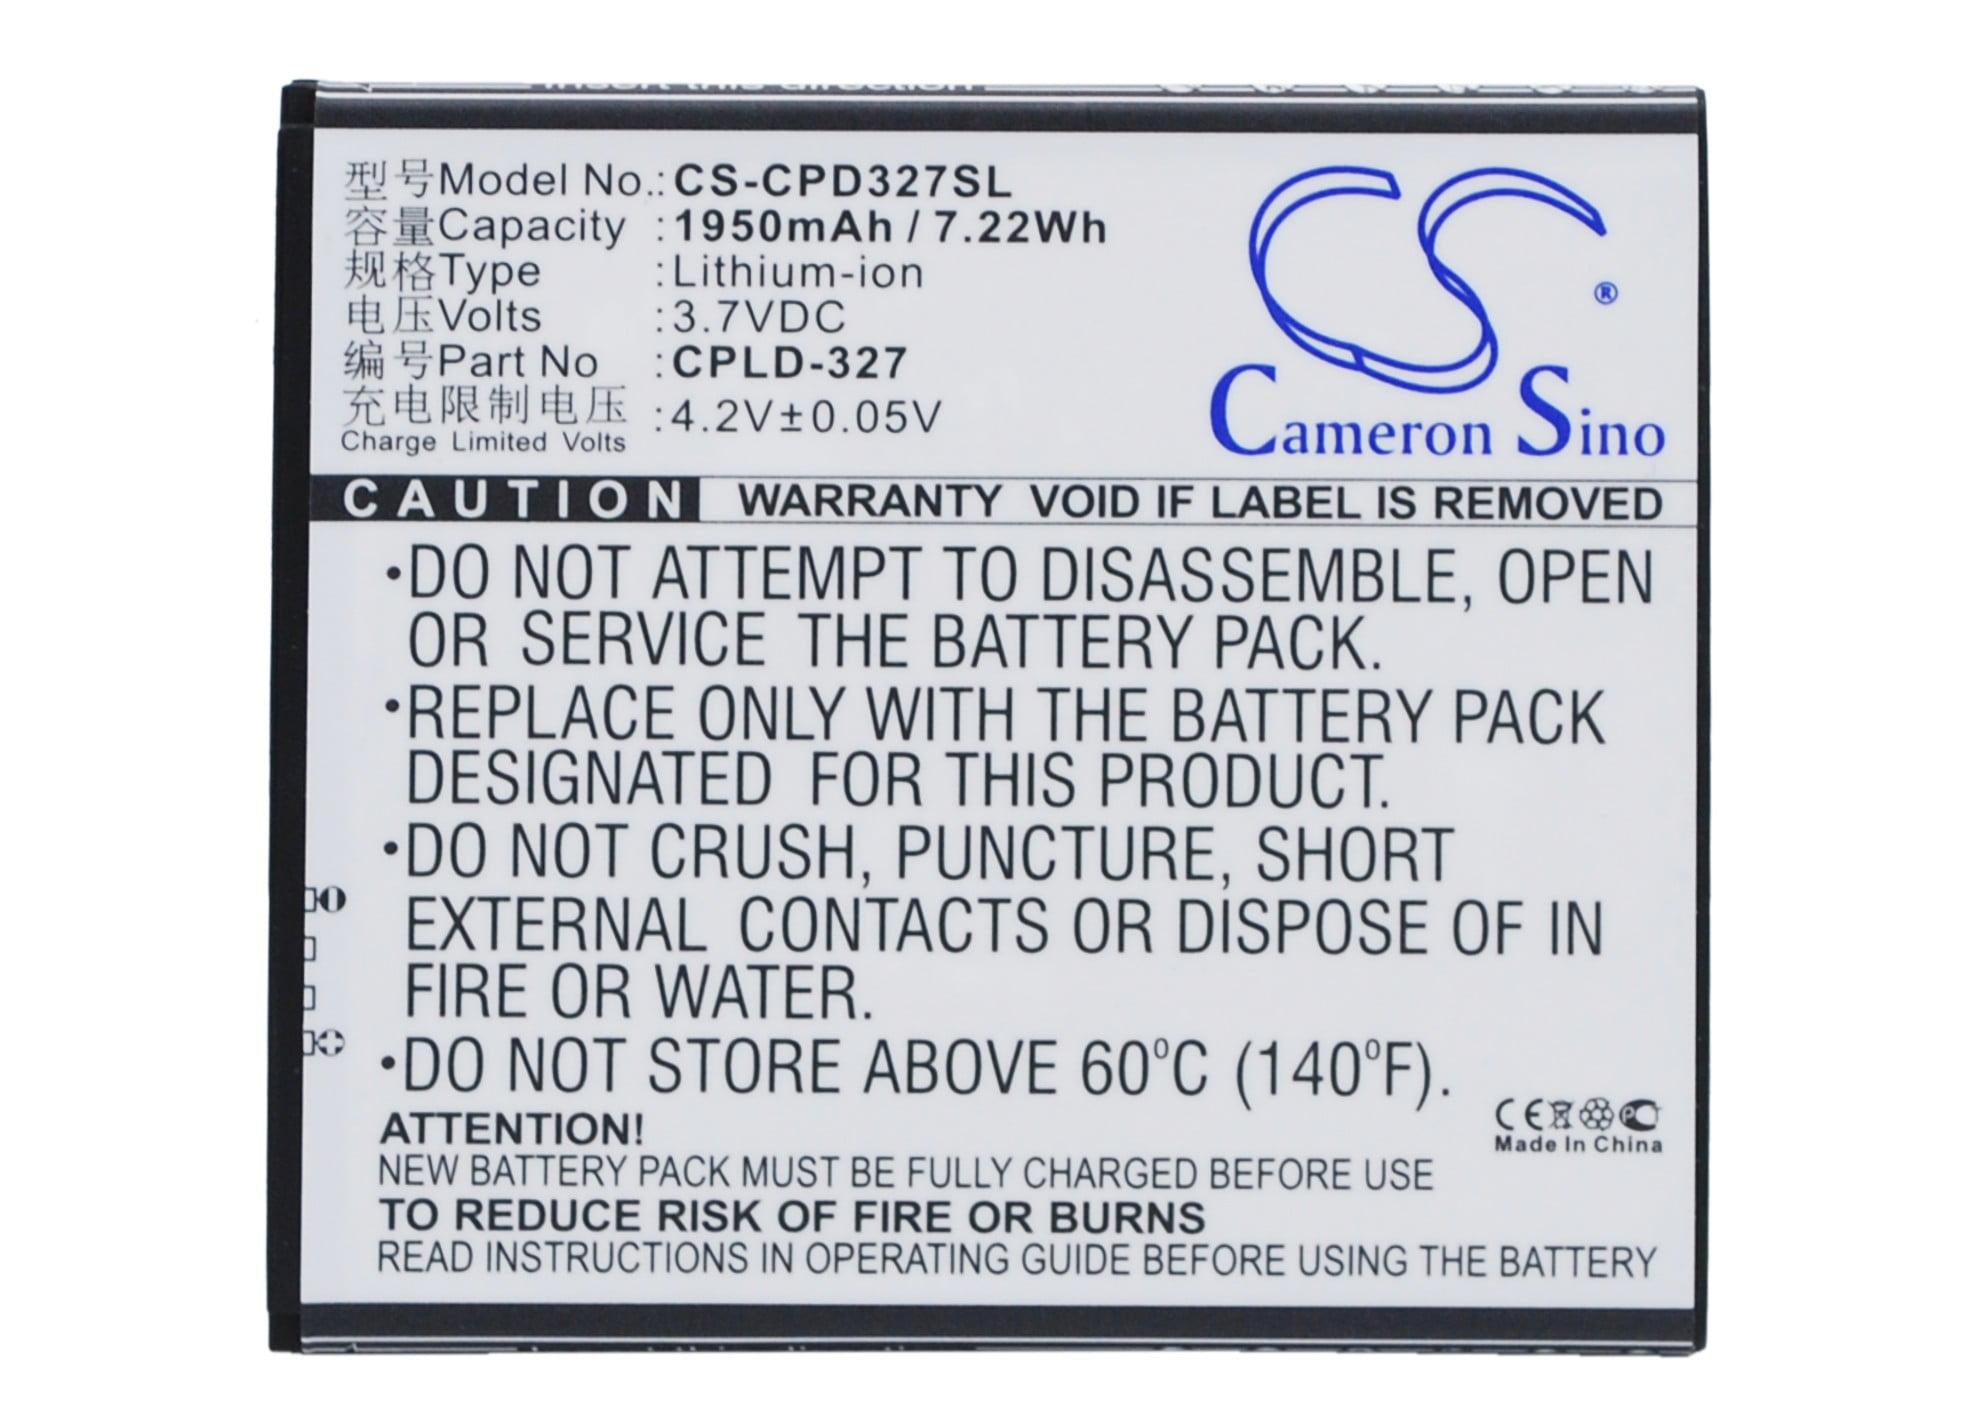 insert this direction
型号Model No.: CS-CPD327SL
容量Capacity : 1950mAh / 7.22Wh
规格Type : Lithium-ion
电压Volts : 3.7VDC
编号Part No : CPLD-327
充电限制电压
Charge Limited Volts : 4.2V±0.05V
CS®
Cameron Sino
CAUTION WARRANTY VOID IF LABEL IS REMOVED
•DO NOT ATTEMPT TO DISASSEMBLE, OPEN
OR SERVICE THE BATTERY PACK.
•REPLACE ONLY WITH THE BATTERY PACK
DESIGNATED FOR THIS PRODUCT.
•DO NOT CRUSH, PUNCTURE, SHORT
EXTERNAL CONTACTS OR DISPOSE OF IN
FIRE OR WATER.
•DO NOT STORE ABOVE 60°C (140°F).
CE PC
Made In China
ATTENTION!
NEW BATTERY PACK MUST BE FULLY CHARGED BEFORE USE
TO REDUCE RISK OF FIRE OR BURNS
READ INSTRUCTIONS IN OPERATING GUIDE BEFORE USING THE BATTERY